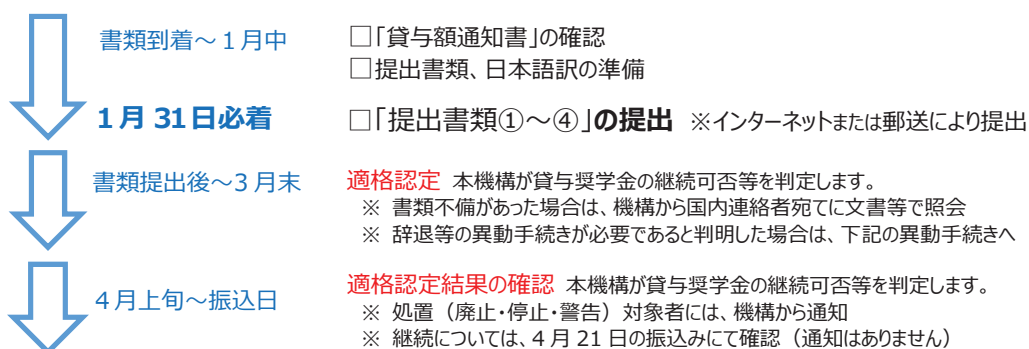 書類到着～１月中
□「貸与額通知書」の確認
□提出書類、日本語訳の準備
１月 31日必着
□「提出書類①～④」の提出 ※インターネットまたは郵送により提出
書類提出後～３月末
適格認定 本機構が貸与奨学金の継続可否等を判定します。
※ 書類不備があった場合は、機構から国内連絡者宛てに文書等で照会
※ 辞退等の異動手続きが必要であると判明した場合は、下記の異動手続きへ
４月上旬～振込日
適格認定結果の確認 本機構が貸与奨学金の継続可否等を判定します。
※ 処置（廃止・停止・警告）対象者には、機構から通知
※ 継続については、４月 21 日の振込みにて確認（通知はありません）